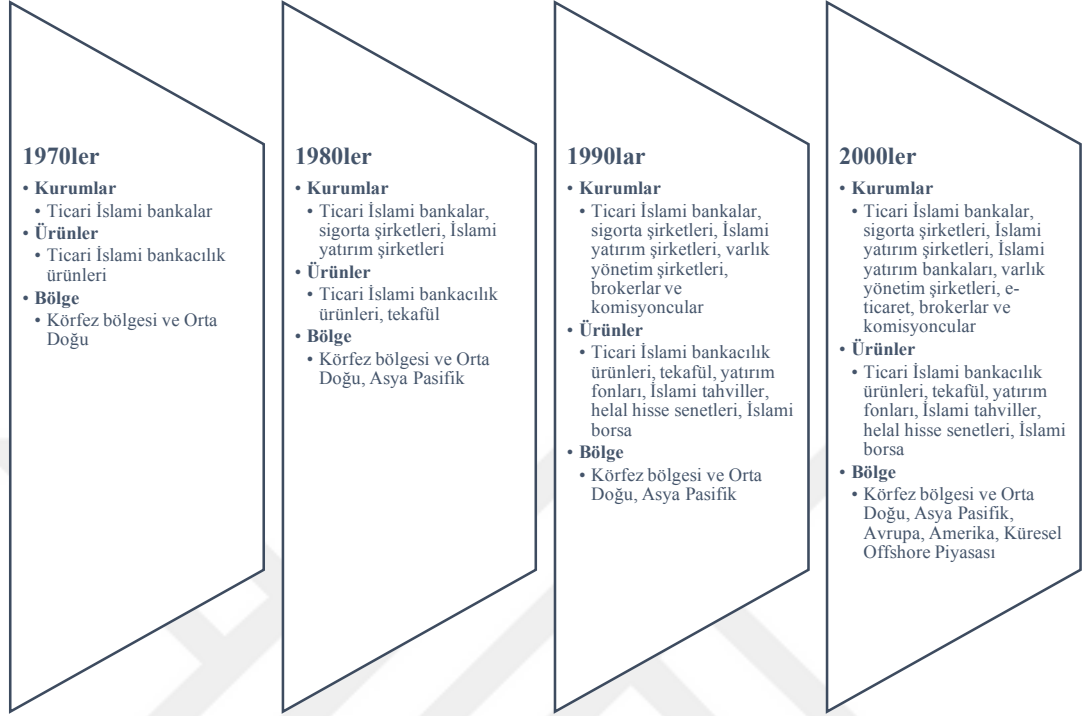 1970ler
• Kurumlar
• Ticari İslami bankalar
• Ürünler
• Ticari İslami bankacılık
ürünleri
• Bölge
• Körfez bölgesi ve Orta
Doğu
1980ler
• Kurumlar
• Ticari İslami bankalar,
sigorta şirketleri, İslami
yatırım şirketleri
• Ürünler
• Ticari İslami bankacılık
ürünleri, tekafül
• Bölge
• Körfez bölgesi ve Orta
Doğu, Asya Pasifik
1990lar
• Kurumlar
• Ticari İslami bankalar,
sigorta şirketleri, İslami
yatırım şirketleri, varlık
yönetim şirketleri,
brokerlar ve
komisyoncular
• Ürünler
• Ticari İslami bankacılık
ürünleri, tekafül, yatırım
fonları, İslami tahviller,
helal hisse senetleri, İslami
borsa
• Bölge
• Körfez bölgesi ve Orta
Doğu, Asya Pasifik
2000ler
• Kurumlar
• Ticari İslami bankalar,
sigorta şirketleri, İslami
yatırım şirketleri, İslami
yatırım bankaları, varlık
yönetim şirketleri, e-
ticaret, brokerlar ve
komisyoncular
• Ürünler
• Ticari İslami bankacılık
ürünleri, tekafül, yatırım
fonları, İslami tahviller,
helal hisse senetleri, İslami
borsa
• Bölge
• Körfez bölgesi ve Orta
Doğu, Asya Pasifik,
Avrupa, Amerika, Küresel
Offshore Piyasası